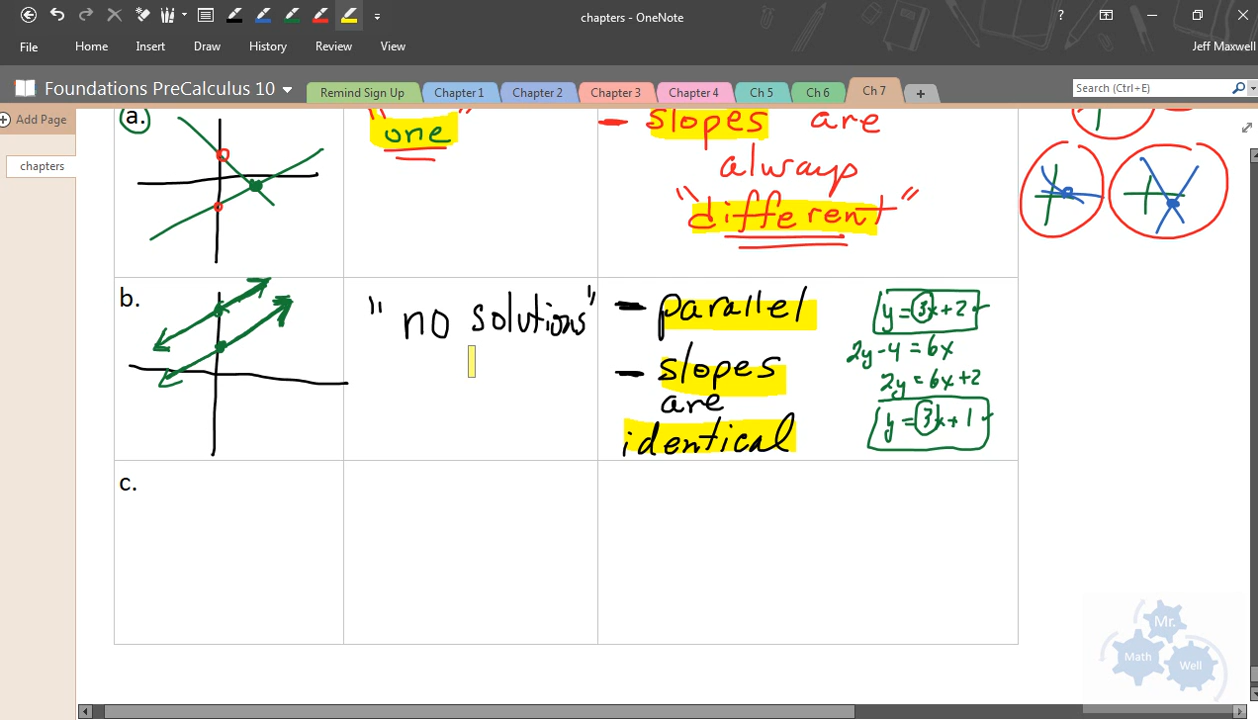 chapters - OneNote
?
File
Home
Insert
Draw
History
Review
View
Jeff Maxwell
Foundations PreCalculus 10
Remind Sign Up
Chapter 1
Chapter 2
Chapter 3
Chapter 4
Ch 5
Ch 6
Ch 7
+
Search (Ctrl+E)
Add Page
chapters
a.
"one"
- slopes are
always
"different"
b.
"no solutions"
- parallel
- slopes
are
identical
y = 3x + 2
2y - 4 = 6x
2y = 6x + 2
y = 3x + 1
c.
Mr.
Math
Well